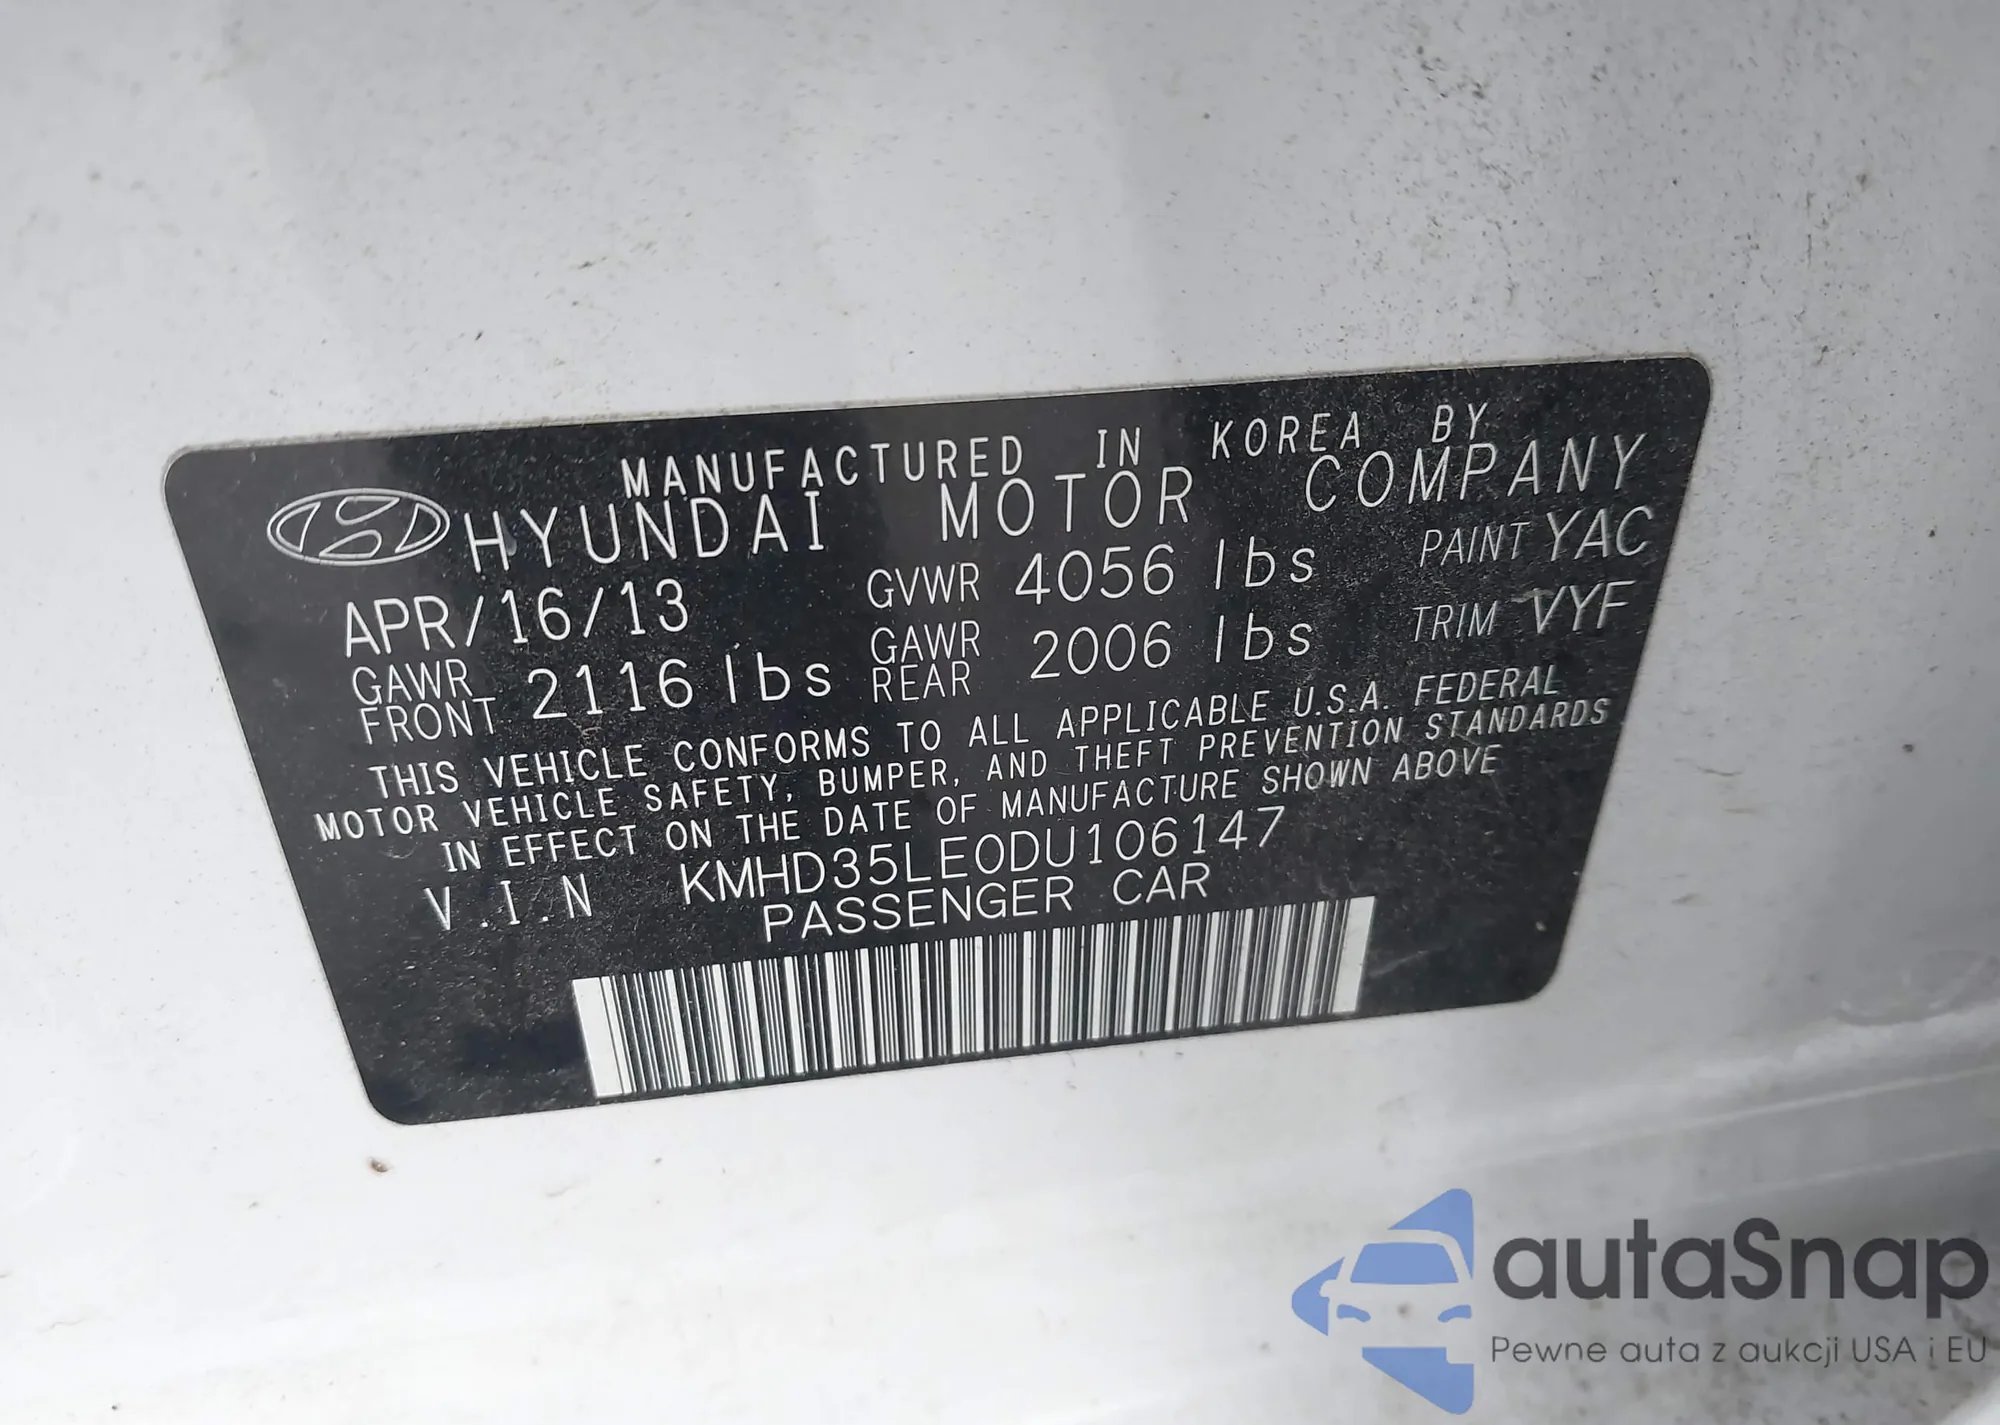 MANUFACTURED IN KOREA BY
HYUNDAI MOTOR COMPANY
APR/16/13 GVWR 4056 lbs PAINT YAC
GAWR FRONT 2116 lbs GAWR REAR 2006 lbs TRIM VYF
THIS VEHICLE CONFORMS TO ALL APPLICABLE U.S.A. FEDERAL
MOTOR VEHICLE SAFETY, BUMPER, AND THEFT PREVENTION STANDARDS
IN EFFECT ON THE DATE OF MANUFACTURE SHOWN ABOVE
V.I.N KMHD35LE0DU106147
PASSENGER CAR
autaSnap
Pewne auta z aukcji USA i EU